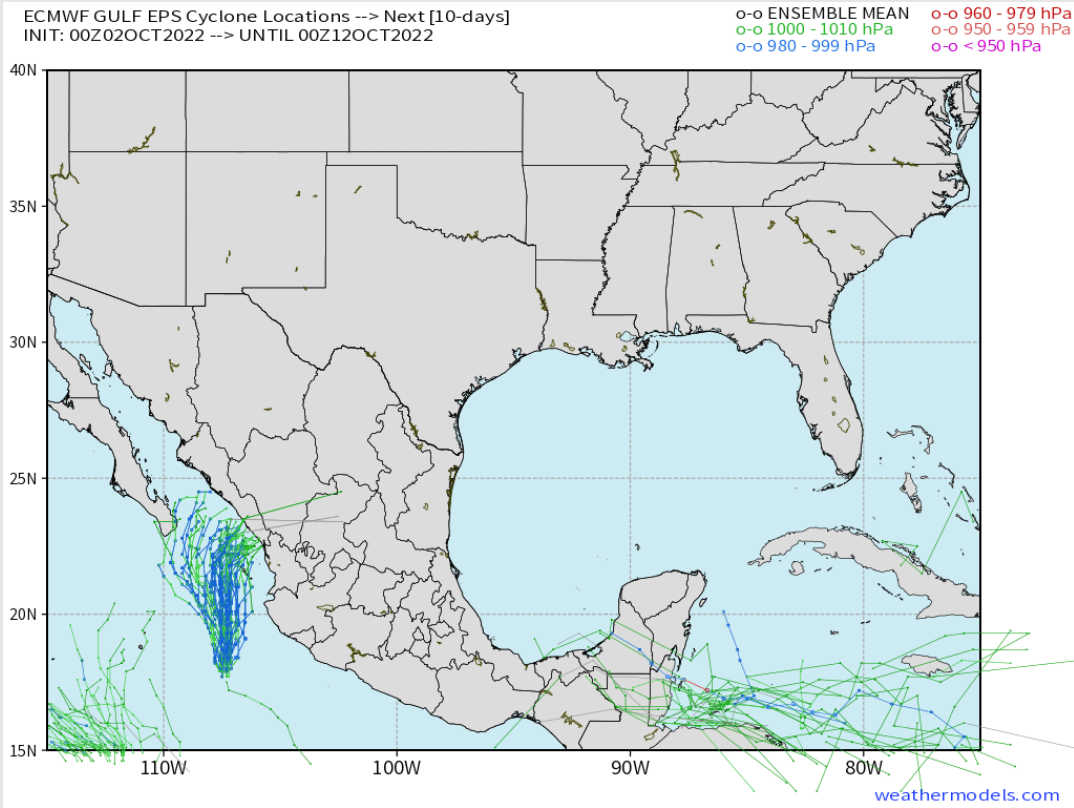 ECMWF GULF EPS Cyclone Locations --> Next [10-days]
INIT: 00Z02OCT2022 --> UNTIL 00Z12OCT2022
o-o ENSEMBLE MEAN
o-o 1000 - 1010 hPa
o-o 980 - 999 hPa
o-o 960 - 979 hPa
o-o 950 - 959 hPa
o-o < 950 hPa
40N
35N
30N
25N
20N
15N
110W 100W 90W 80W
weathermodels.com